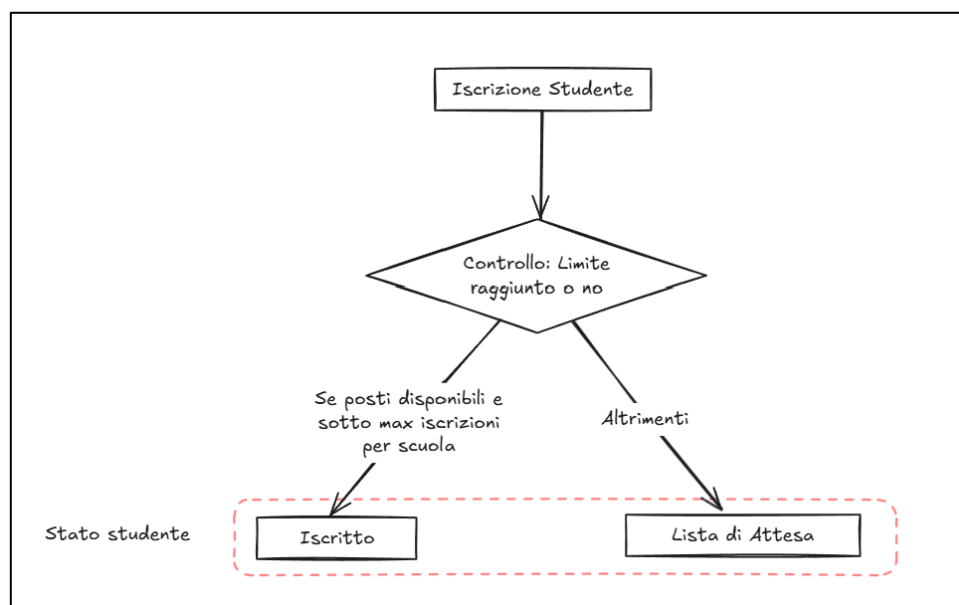 Iscrizione Studente
Controllo: Limite
raggiunto o no
Se posti disponibili e
sotto max iscrizioni
per scuola
Altrimenti
Stato studente
Iscritto
Lista di Attesa